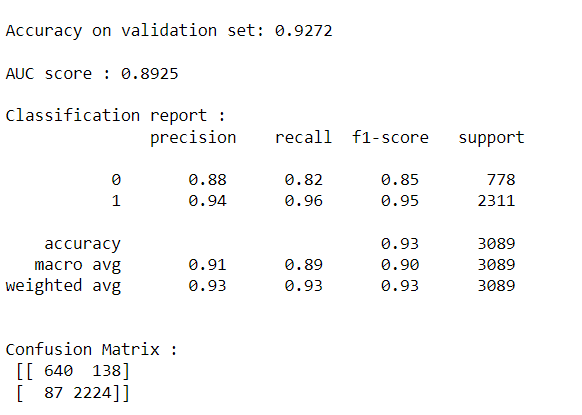 Accuracy on validation set: 0.9272
AUC score : 0.8925
Classification report :
precision recall f1-score support
0 0.88 0.82 0.85 778
1 0.94 0.96 0.95 2311
accuracy 0.93 3089
macro avg 0.91 0.89 0.90 3089
weighted avg 0.93 0.93 0.93 3089
Confusion Matrix :
[[ 640 138]
[ 87 2224]]